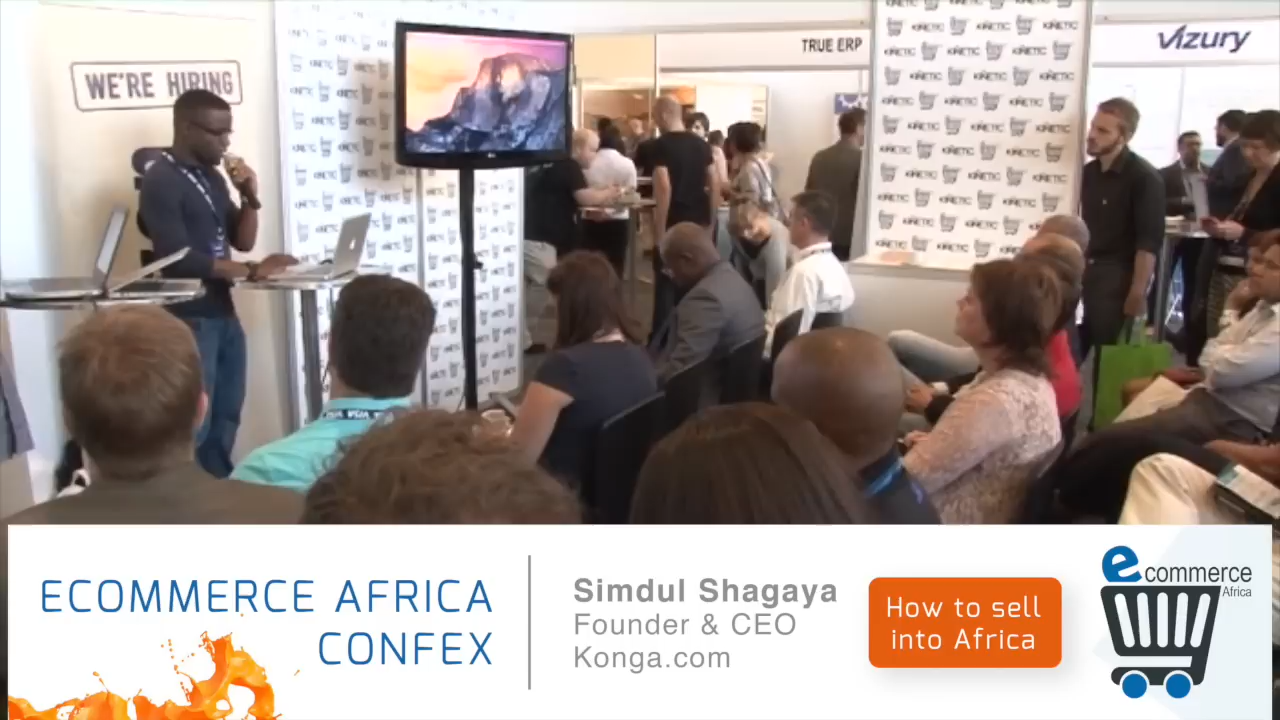 WE'RE HIRING
TRUE ERP
Vizury
KINETIC
ECOMMERCE AFRICA
CONFEX
Simdul Shagaya
Founder & CEO
Konga.com
How to sell
into Africa
ecommerce
Africa